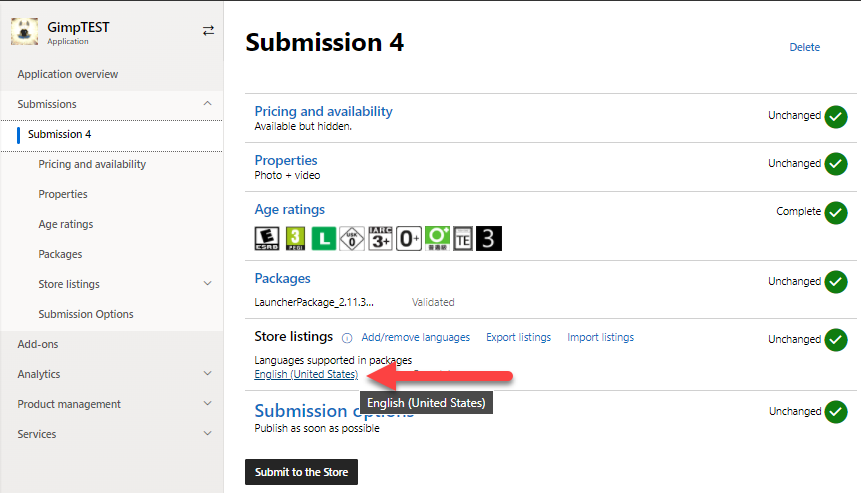 GimpTEST
Application
Application overview
Submissions
Submission 4
Pricing and availability
Properties
Age ratings
Packages
Store listings
Submission Options
Add-ons
Analytics
Product management
Services
Submission 4
Delete
Pricing and availability
Available but hidden.
Unchanged
Properties
Photo + video
Unchanged
Age ratings
Complete
E ESRB
3 PEGI
L
USK 0
IARC 3+
0+
TE
3
Packages
LauncherPackage_2.11.3...
Validated
Unchanged
Store listings
Add/remove languages
Export listings
Import listings
Unchanged
Languages supported in packages
English (United States)
English (United States)
Submission options
Publish as soon as possible
Unchanged
Submit to the Store